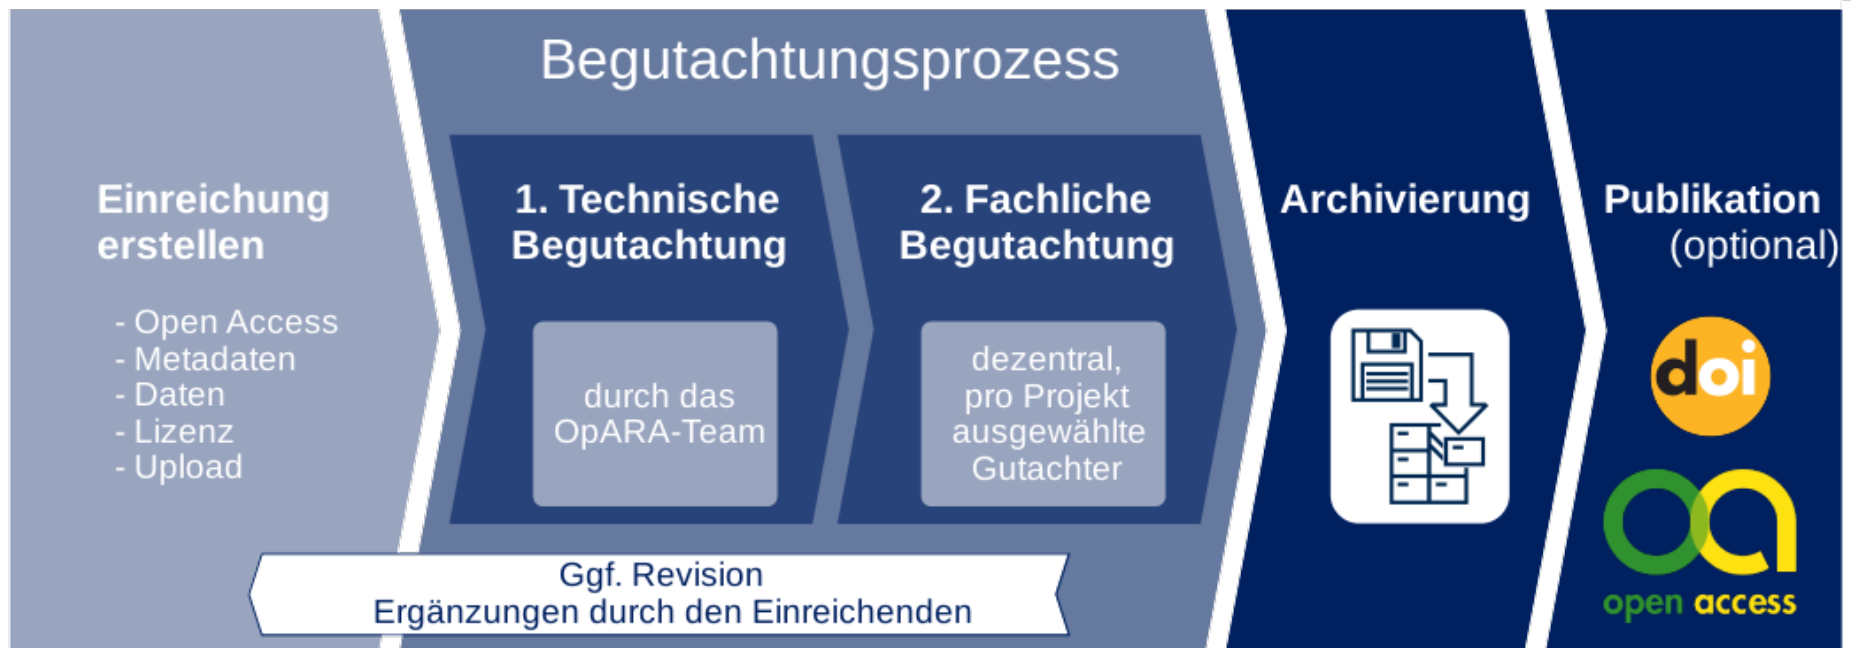 Begutachtungsprozess
Einreichung
erstellen
- Open Access
- Metadaten
- Daten
- Lizenz
- Upload
1. Technische
Begutachtung
durch das
OpARA-Team
2. Fachliche
Begutachtung
dezentral,
pro Projekt
ausgewählte
Gutachter
Ggf. Revision
Ergänzungen durch den Einreichenden
Archivierung
Publikation
(optional)
doi
oa
open access